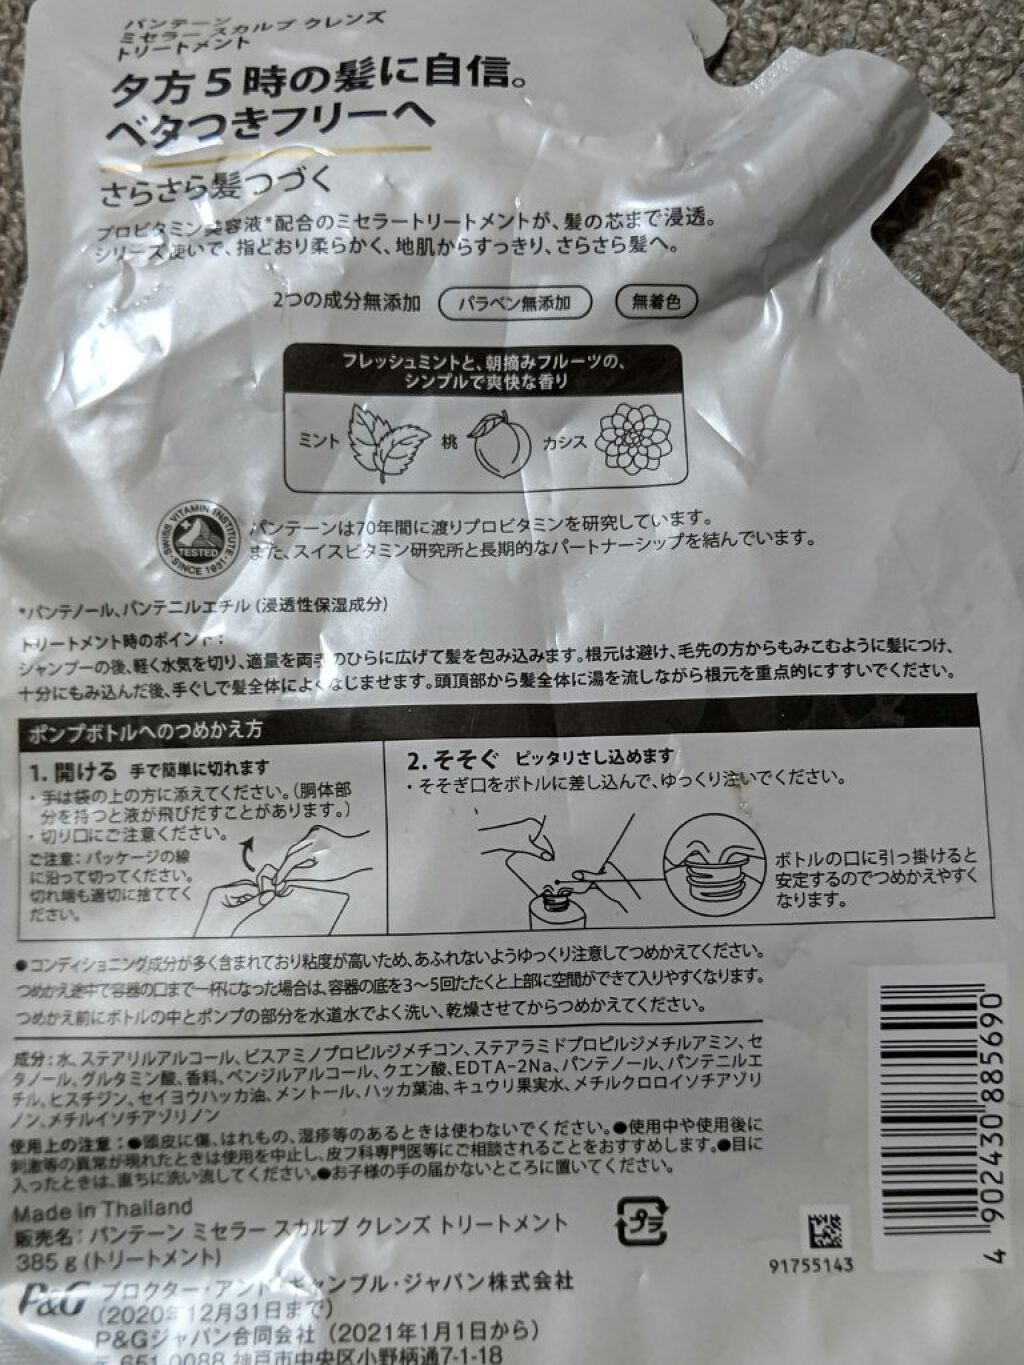 パンテーン
ミセラー スカルプ クレンズ
トリートメント
夕方5時の髪に自信。
ベタつきフリーへ
さらさら髪つづく
プロビタミン美容液*配合のミセラートリートメントが、髪の芯まで浸透。
シリーズ使いで、指どおり柔らかく、地肌からすっきり、さらさら髪へ。
2つの成分無添加 パラベン無添加 無着色
フレッシュミントと、朝摘みフルーツの、
シンプルで爽快な香り
ミント 桃 カシス
SWISS VITAMIN INSTITUTE TESTED SINCE 1931
パンテーンは70年間に渡りプロビタミンを研究しています。
また、スイスビタミン研究所と長期的なパートナーシップを結んでいます。
*パンテノール、パンテニルエチル (浸透性保湿成分)
トリートメント時のポイント:
シャンプーの後、軽く水気を切り、適量を両手のひらに広げて髪を包み込みます。根元は避け、毛先の方からもみこむように髪につけ、
十分にもみ込んだ後、手ぐしで髪全体によくなじませます。頭頂部から髪全体に湯を流しながら根元を重点的にすすいでください。
ポンプボトルへのつめかえ方
1. 開ける 手で簡単に切れます
・手は袋の上の方に添えてください。(胴体部
分を持つと液が飛びだすことがあります。)
・切り口にご注意ください。
ご注意:パッケージの線
に沿って切ってください。
切れ端も適切に捨ててく
ださい。
2. そそぐ ピッタリさし込めます
・そそぎ口をボトルに差し込んで、ゆっくり注いでください。
ボトルの口に引っ掛けると
安定するのでつめかえやすく
なります。
●コンディショニング成分が多く含まれており粘度が高いため、あふれないようゆっくり注意してつめかえてください。
つめかえ途中で容器の口まで一杯になった場合は、容器の底を3〜5回たたくと上部に空間ができて入りやすくなります。
つめかえ前にボトルの中とポンプの部分を水道水でよく洗い、乾燥させてからつめかえてください。
成分:水、ステアリルアルコール、ビスアミノプロピルジメチコン、ステアラミドプロピルジメチルアミン、セ
タノール、グルタミン酸、香料、ベンジルアルコール、クエン酸、EDTA-2Na、パンテノール、パンテニルエ
チル、ヒスチジン、セイヨウハッカ油、メントール、ハッカ葉油、キュウリ果実水、メチルクロロイソチアゾリ
ノン、メチルイソチアゾリノン
使用上の注意:●頭皮に傷、はれもの、湿疹等のあるときは使わないでください。●使用中や使用後に
刺激等の異常が現れたときは使用を中止し、皮フ科専門医等にご相談されることをおすすめします。●目に
入ったときは、直ちに洗い流してください。●お子様の手の届かないところに置いてください。
Made in Thailand
販売名:パンテーン ミセラー スカルプ クレンズ トリートメント
385 g (トリートメント)
プラ
91755143
4 902430 885690
P&G プロクター・アンド・ギャンブル・ジャパン株式会社
(2020年12月31日まで)
P&Gジャパン合同会社 (2021年1月1日から)
〒651-0088 神戸市中央区小野柄通7-1-18